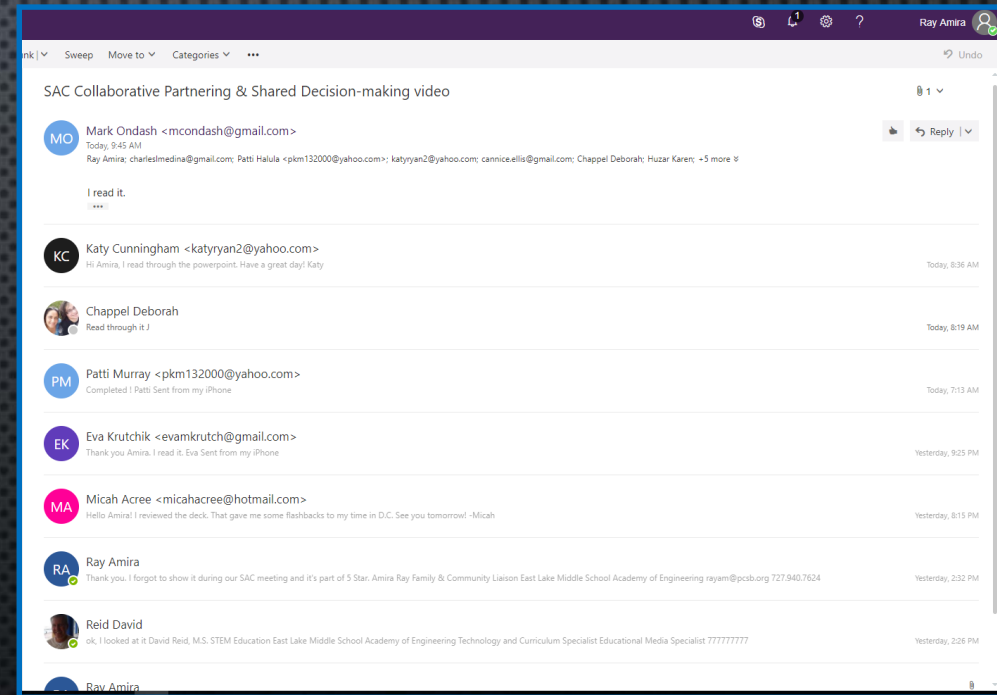 1
?
Ray Amira
nk
Sweep
Move to
Categories
•••
Undo
SAC Collaborative Partnering & Shared Decision-making video
1
MO
Mark Ondash <mcondash@gmail.com>
Today, 9:45 AM
Ray Amira; charleslmedina@gmail.com; Patti Halula <pkm132000@yahoo.com>; katyryan2@yahoo.com; cannice.ellis@gmail.com; Chappel Deborah; Huzar Karen; +5 more
Reply
I read it.
•••
KC
Katy Cunningham <katyryan2@yahoo.com>
Hi Amira, I read through the powerpoint. Have a great day! Katy
Today, 8:36 AM
Chappel Deborah
Read through it J
Today, 8:19 AM
PM
Patti Murray <pkm132000@yahoo.com>
Completed ! Patti Sent from my iPhone
Today, 7:13 AM
EK
Eva Krutchik <evamkrutch@gmail.com>
Thank you Amira. I read it. Eva Sent from my iPhone
Yesterday, 9:25 PM
MA
Micah Acree <micahacree@hotmail.com>
Hello Amira! I reviewed the deck. That gave me some flashbacks to my time in D.C. See you tomorrow! -Micah
Yesterday, 8:15 PM
RA
Ray Amira
Thank you. I forgot to show it during our SAC meeting and it's part of 5 Star. Amira Ray Family & Community Liaison East Lake Middle School Academy of Engineering rayam@pcsb.org 727.940.7624
Yesterday, 2:32 PM
Reid David
ok, I looked at it David Reid, M.S. STEM Education East Lake Middle School Academy of Engineering Technology and Curriculum Specialist Educational Media Specialist 777777777
Yesterday, 2:26 PM
Ray Amira